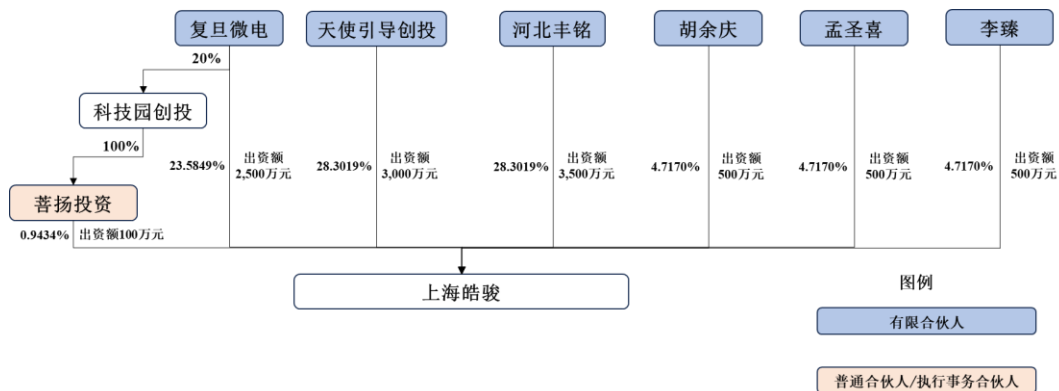 复旦微电
天使引导创投
河北丰铭
胡余庆
孟圣喜
李臻
20%
科技园创投
100%
23.5849%
出资额
2,500万元
28.3019%
出资额
3,000万元
28.3019%
出资额
3,500万元
4.7170%
出资额
500万元
4.7170%
出资额
500万元
4.7170%
出资额
500万元
菩扬投资
0.9434%
出资额100万元
上海皓骏
图例
有限合伙人
普通合伙人/执行事务合伙人